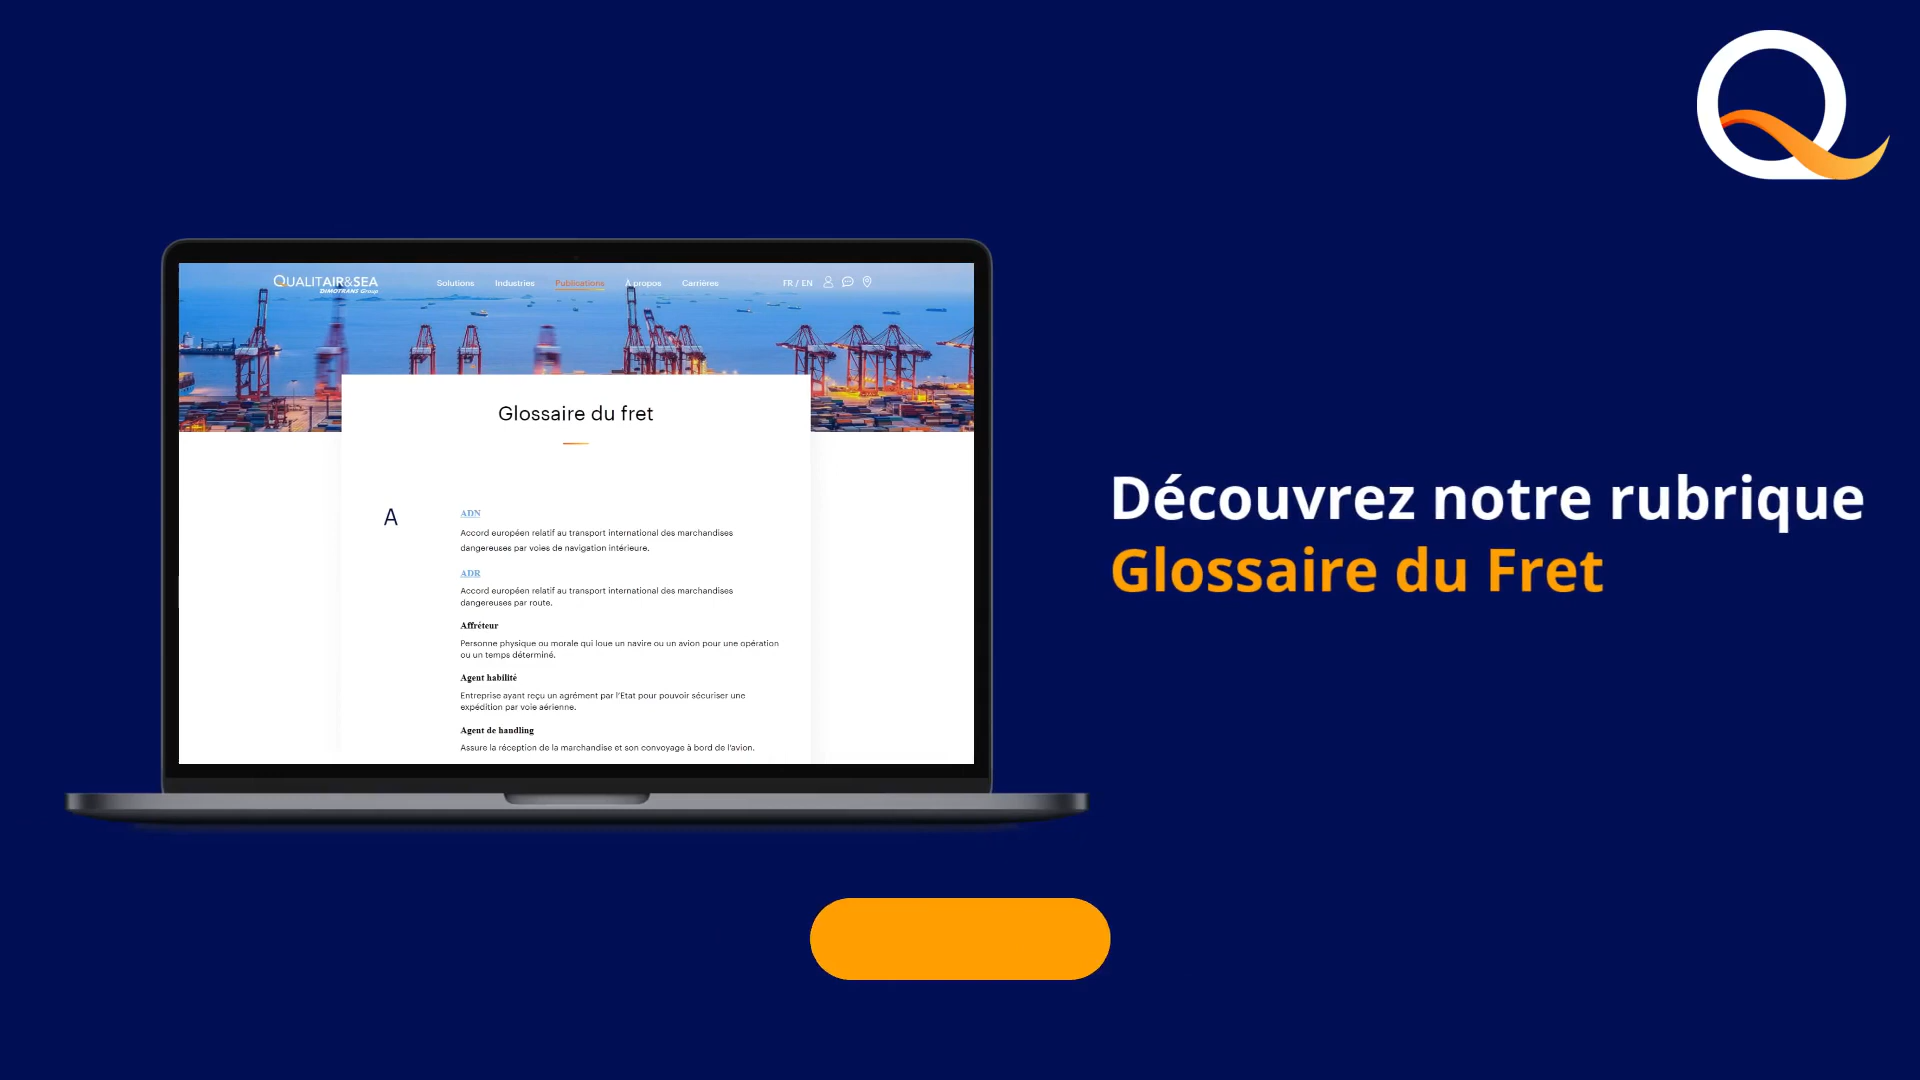 QUALITAIR&SEA
DIMOTRANS Group
Solutions
Industries
Publications
À propos
Carrières
FR / EN
Glossaire du fret
A
ADN
Accord européen relatif au transport international des marchandises
dangereuses par voies de navigation intérieure.
ADR
Accord européen relatif au transport international des marchandises
dangereuses par route.
Affréteur
Personne physique ou morale qui loue un navire ou un avion pour une opération
ou un temps déterminé.
Agent habilité
Entreprise ayant reçu un agrément par l'Etat pour pouvoir sécuriser une
expédition par voie aérienne.
Agent de handling
Assure la réception de la marchandise et son convoyage à bord de l'avion.
Découvrez notre rubrique
Glossaire du Fret